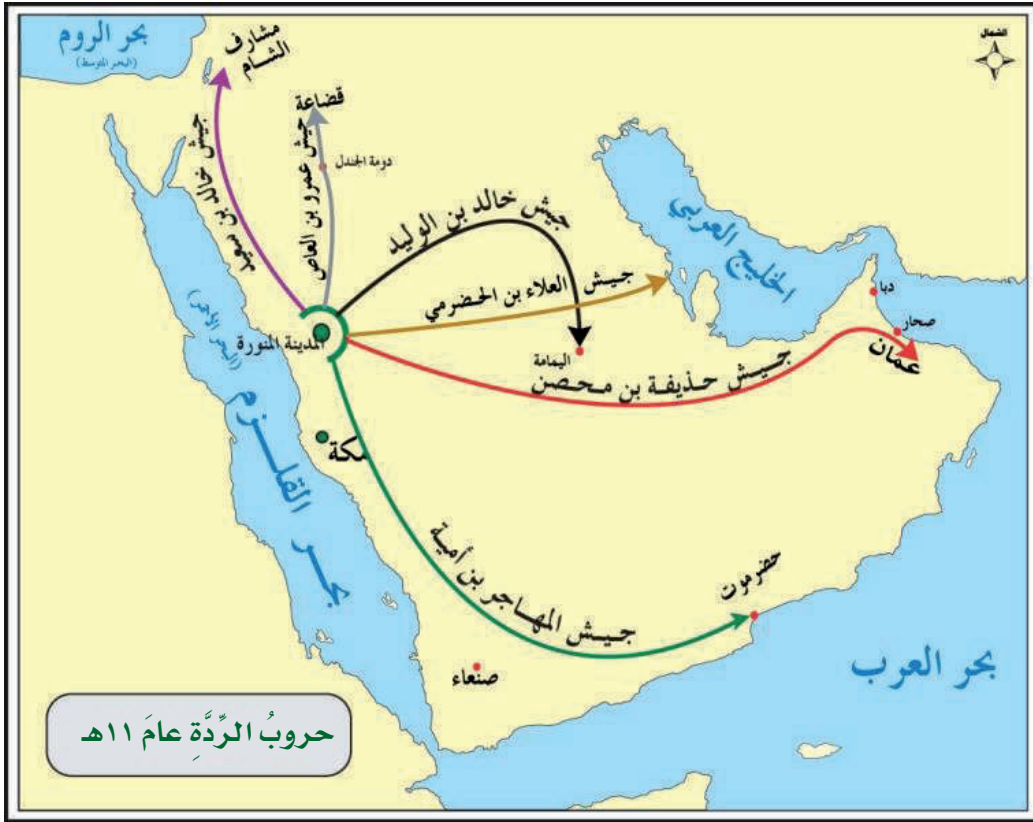 بحر الروم
(البحر المتوسط)
مشارف
الشام
الشمال
قضاعة
جيش خالد بن سعيد
جيش عمرو بن العاص
دومة الجندل
جيش خالد بن الوليد
الخليج العربي
جيش العلاء بن الحضرمي
دبا
صحار
عمان
المدينة المنورة
اليمامة
جيش حذيفة بن محصن
(البحر الأحمر)
بحر القلزم
مكة
جيش المهاجر بن أمية
حضرموت
صنعاء
بحر العرب
حروبُ الرِّدَّةِ عامَ ١١هـ